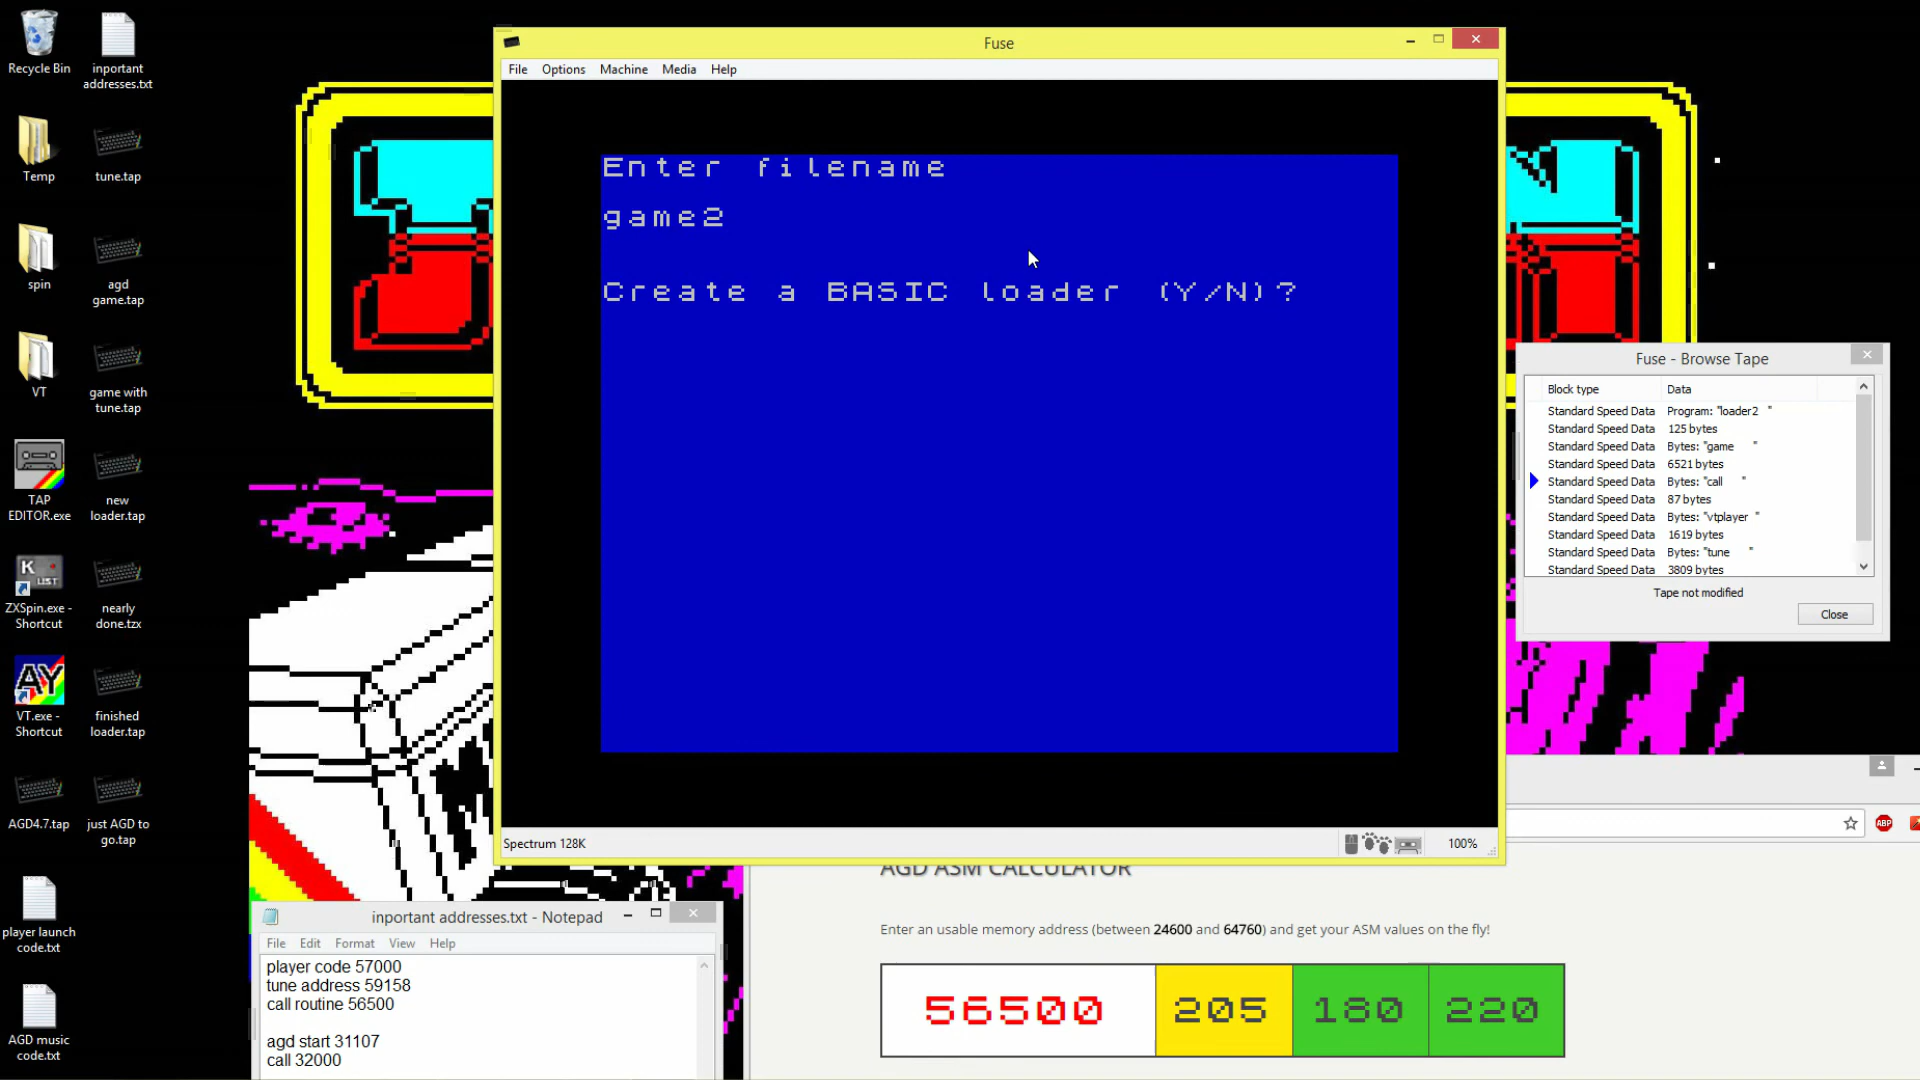 Recycle Bin
inportant
addresses.txt
Temp
tune.tap
spin
agd
game.tap
VT
game with
tune.tap
TAP
EDITOR.exe
new
loader.tap
K
LIST
ZXSpin.exe -
Shortcut
nearly
done.tzx
AY
VT.exe -
Shortcut
finished
loader.tap
AGD4.7.tap
just AGD to
go.tap
player launch
code.txt
AGD music
code.txt
Fuse
File Options Machine Media Help
Enter filename
game2
Create a BASIC loader (Y/N)?
Spectrum 128K
100%
Fuse - Browse Tape
Block type Data
Standard Speed Data Program: "loader2 "
Standard Speed Data 125 bytes
Standard Speed Data Bytes: "game "
Standard Speed Data 6521 bytes
Standard Speed Data Bytes: "call "
Standard Speed Data 87 bytes
Standard Speed Data Bytes: "vtplayer "
Standard Speed Data 1619 bytes
Standard Speed Data Bytes: "tune "
Standard Speed Data 3809 bytes
Tape not modified
Close
inportant addresses.txt - Notepad
File Edit Format View Help
player code 57000
tune address 59158
call routine 56500
agd start 31107
call 32000
ABP
AGD ASM CALCULATOR
Enter an usable memory address (between 24600 and 64760) and get your ASM values on the fly!
56500 205 180 220